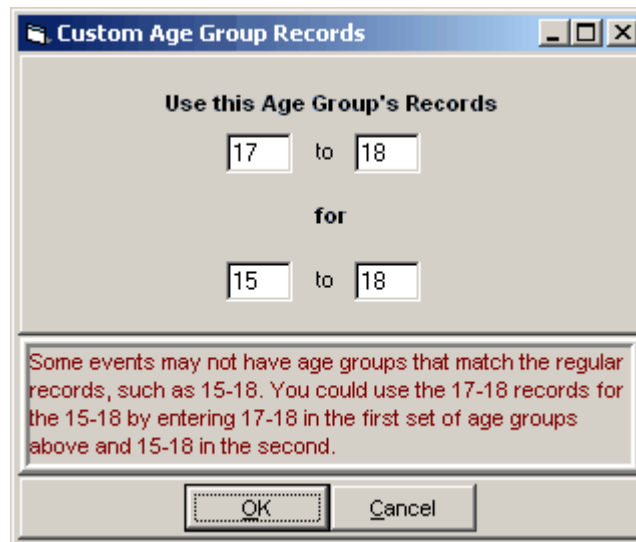 Custom Age Group Records
Use this Age Group's Records
17 to 18
for
15 to 18
Some events may not have age groups that match the regular
records, such as 15-18. You could use the 17-18 records for
the 15-18 by entering 17-18 in the first set of age groups
above and 15-18 in the second.
OK Cancel